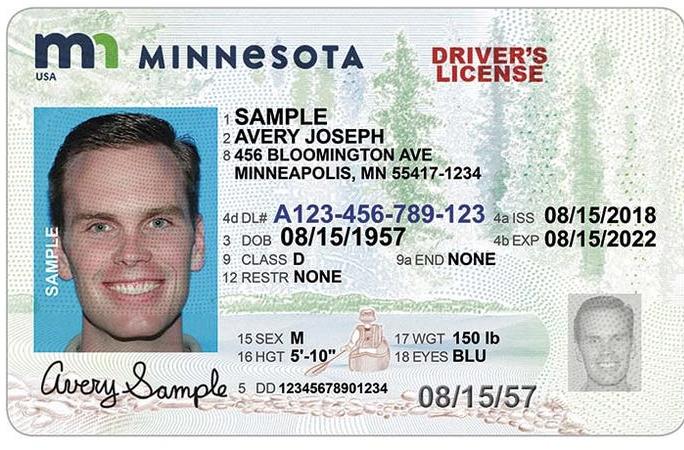 mn MINNESOTA
USA
DRIVER'S
LICENSE
SAMPLE
1 SAMPLE
2 AVERY JOSEPH
8 456 BLOOMINGTON AVE
MINNEAPOLIS, MN 55417-1234
4d DL# A123-456-789-123 4a ISS 08/15/2018
3 DOB 08/15/1957 4b EXP 08/15/2022
9 CLASS D 9a END NONE
12 RESTR NONE
15 SEX M 17 WGT 150 lb
16 HGT 5'-10" 18 EYES BLU
Avery Sample
5 DD 12345678901234 08/15/57